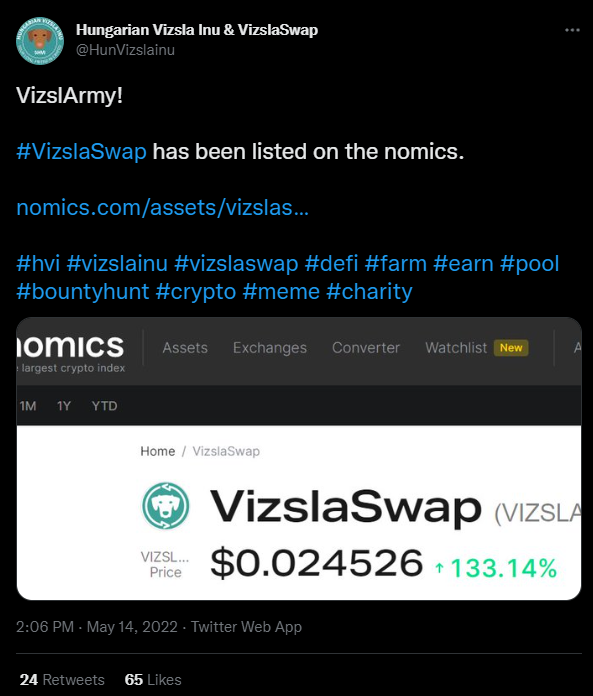 Hungarian Vizsla Inu & VizslaSwap
@HunVizslainu
VizslArmy!
#VizslaSwap has been listed on the nomics.
nomics.com/assets/vizslas...
#hvi #vizslainu #vizslaswap #defi #farm #earn #pool
#bountyhunt #crypto #meme #charity
nomics Assets Exchanges Converter Watchlist New A
largest crypto index
1M 1Y YTD
Home / VizslaSwap
VizslaSwap (VIZSLA
VIZSL... $0.024526 ↑ 133.14%
Price
2:06 PM · May 14, 2022 · Twitter Web App
24 Retweets 65 Likes